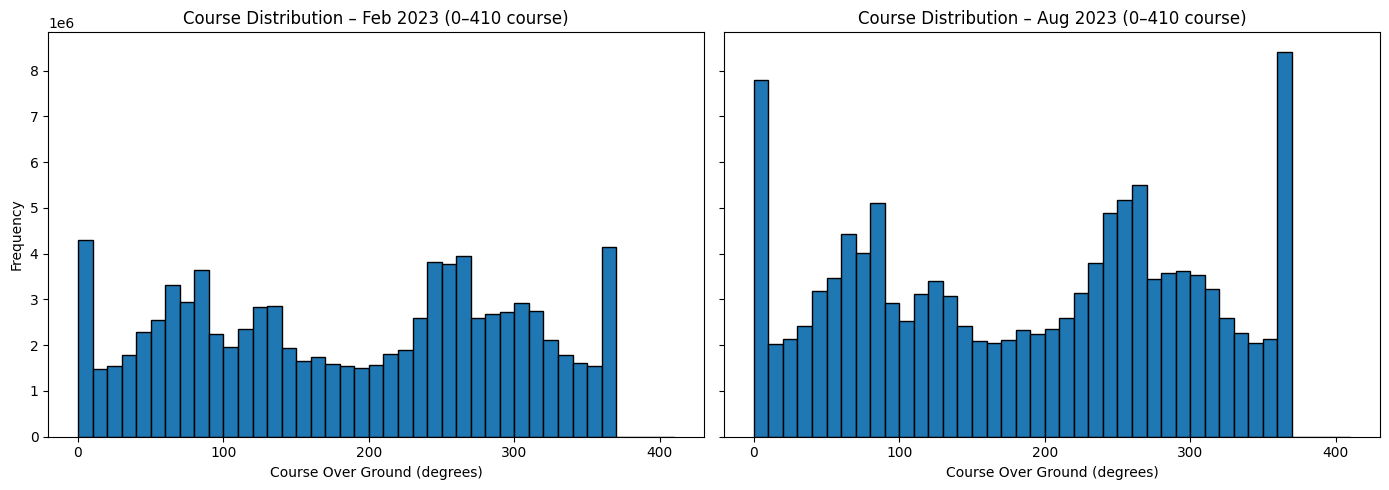 Course Distribution – Feb 2023 (0–410 course)
Course Distribution – Aug 2023 (0–410 course)
1e6
8
7
6
5
4
3
2
1
0
Frequency
0 100 200 300 400
0 100 200 300 400
Course Over Ground (degrees)
Course Over Ground (degrees)